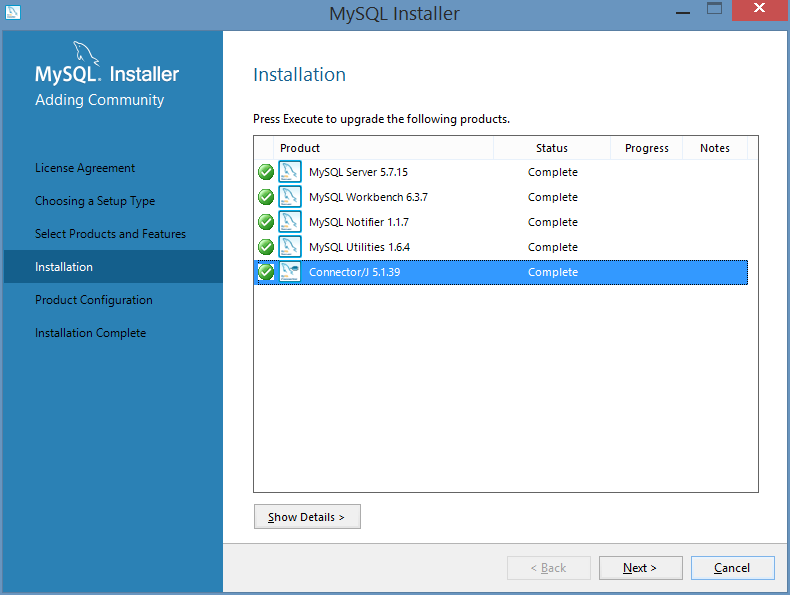 MySQL Installer
MySQL. Installer
Adding Community
License Agreement
Choosing a Setup Type
Select Products and Features
Installation
Product Configuration
Installation Complete
Installation
Press Execute to upgrade the following products.
Product Status Progress Notes
MySQL Server 5.7.15 Complete
MySQL Workbench 6.3.7 Complete
MySQL Notifier 1.1.7 Complete
MySQL Utilities 1.6.4 Complete
Connector/J 5.1.39 Complete
Show Details >
< Back Next > Cancel